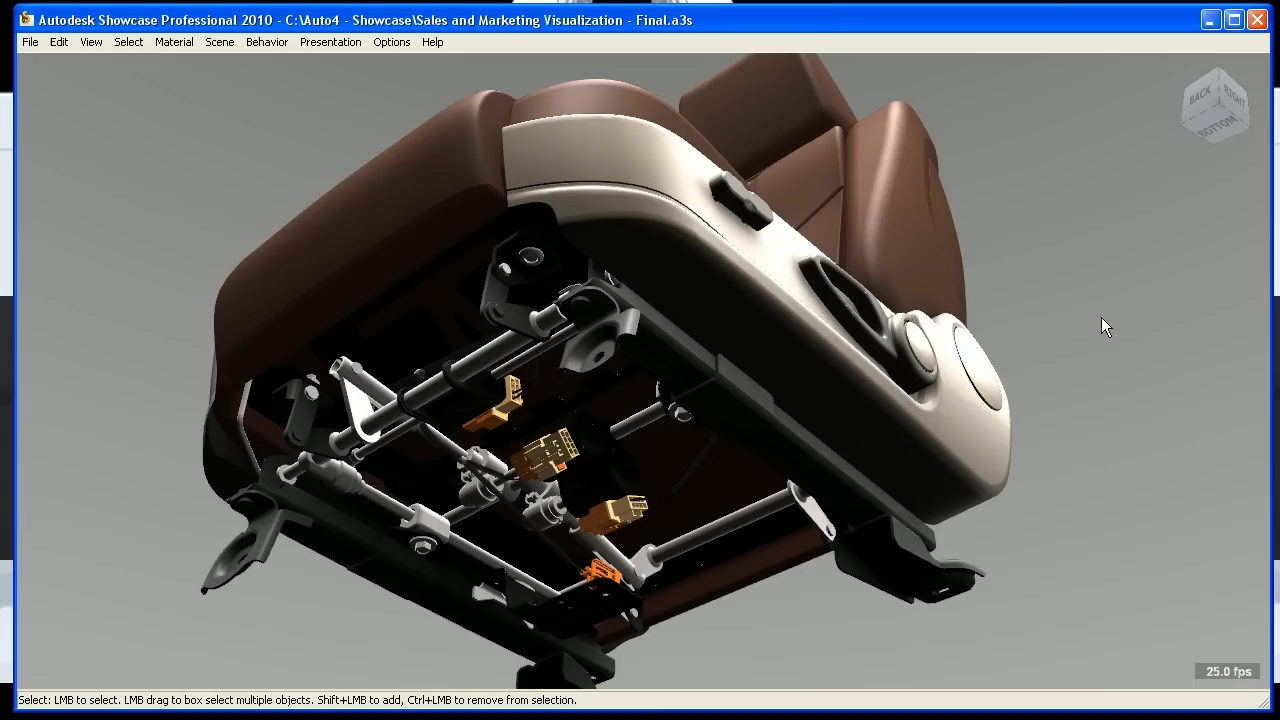 Autodesk Showcase Professional 2010 - C:\Auto4 - Showcase\Sales and Marketing Visualization - Final.a3s
File Edit View Select Material Scene Behavior Presentation Options Help
BACK RIGHT
BOTTOM
25.0 fps
Select: LMB to select. LMB drag to box select multiple objects. Shift+LMB to add, Ctrl+LMB to remove from selection.